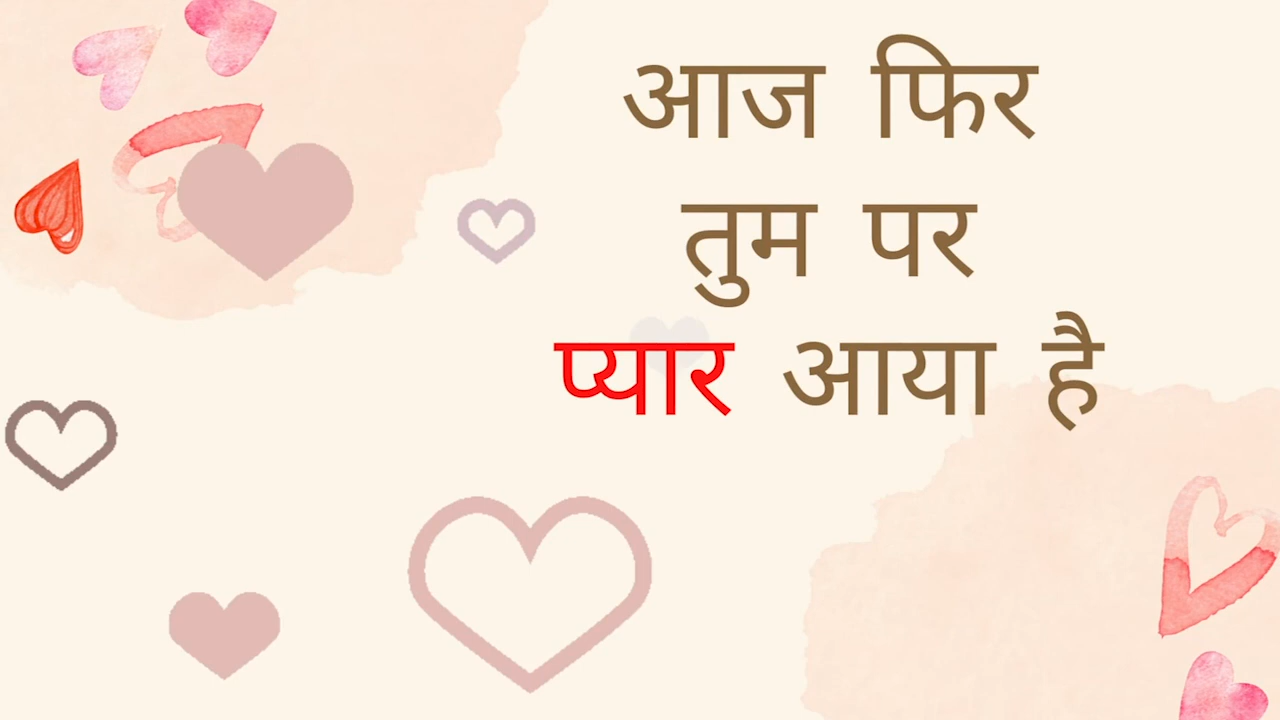 आज फिर
तुम पर
प्यार आया है